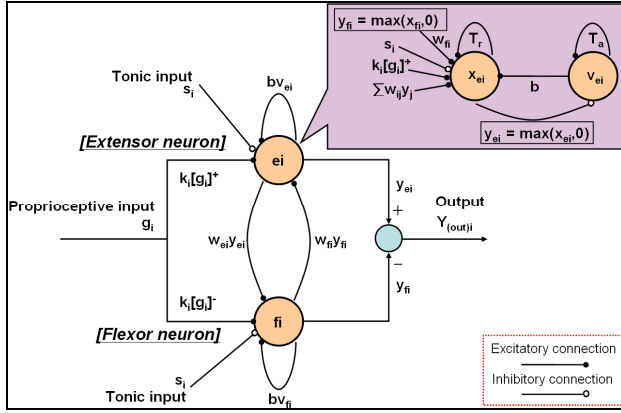 y_fi = max(x_fi,0)
w_fi
T_r
T_a
s_i
k_i[g_i]^+
∑w_ij y_j
x_ei
b
v_ei
y_ei = max(x_ei,0)
Tonic input
s_i
bv_ei
[Extensor neuron]
ei
k_i[g_i]^+
y_ei
Proprioceptive input
g_i
w_ei y_ei
w_fi y_fi
+
Output
Y_(out)i
−
y_fi
k_i[g_i]^-
[Flexor neuron]
fi
s_i
Tonic input
bv_fi
Excitatory connection
Inhibitory connection